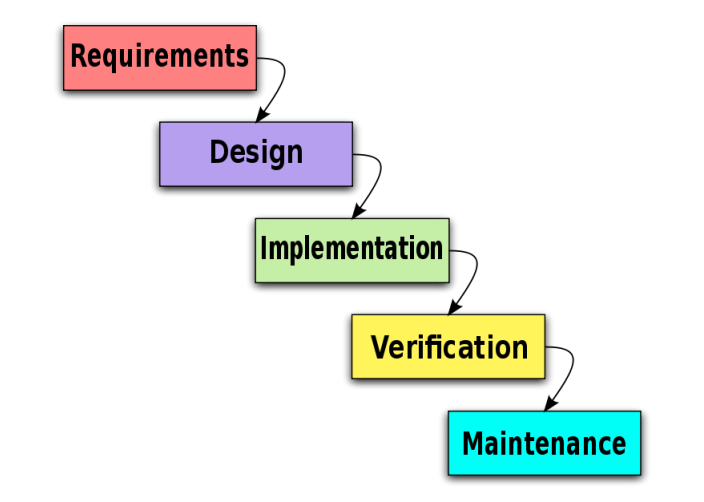 Requirements
Design
Implementation
Verification
Maintenance